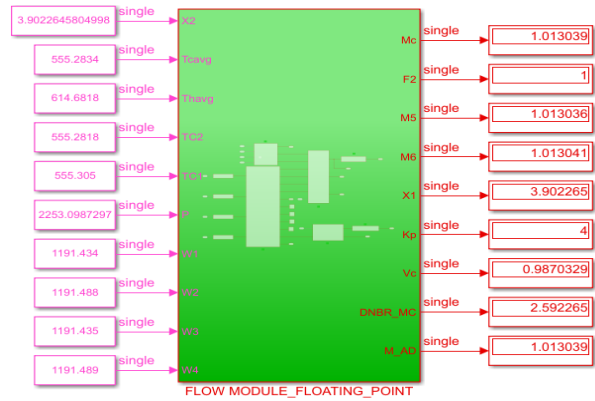 3.9022645804998 single X2
555.2834 single Tcavg
614.6818 single Thavg
555.2818 single TC2
555.305 single TC1
2253.0987297 single P
1191.434 single W1
1191.488 single W2
1191.435 single W3
1191.489 single W4
Mc single 1.013039
F2 single 1
M5 single 1.013036
M6 single 1.013041
X1 single 3.902265
Kp single 4
Vc single 0.9870329
DNBR_MC single 2.592265
M_AD single 1.013039
FLOW MODULE_FLOATING_POINT